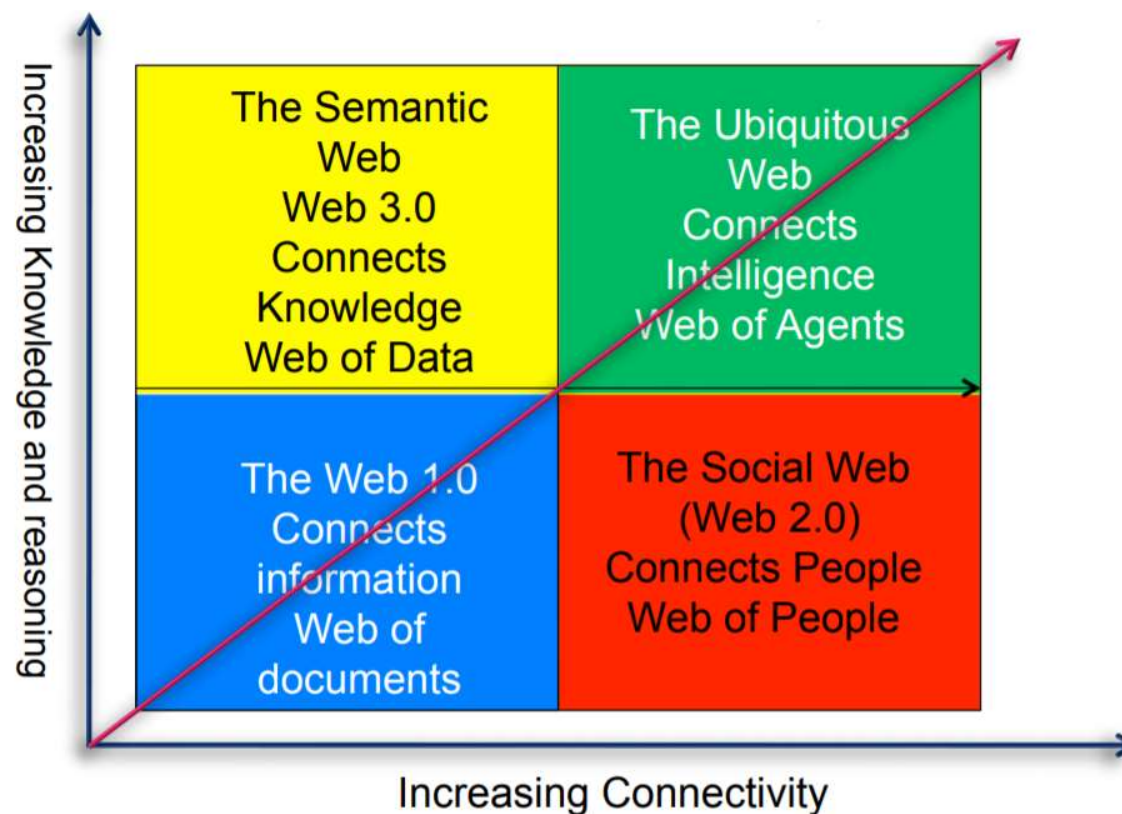 Increasing Knowledge and reasoning
The Semantic
Web
Web 3.0
Connects
Knowledge
Web of Data
The Ubiquitous
Web
Connects
Intelligence
Web of Agents
The Web 1.0
Connects
information
Web of
documents
The Social Web
(Web 2.0)
Connects People
Web of People
Increasing Connectivity